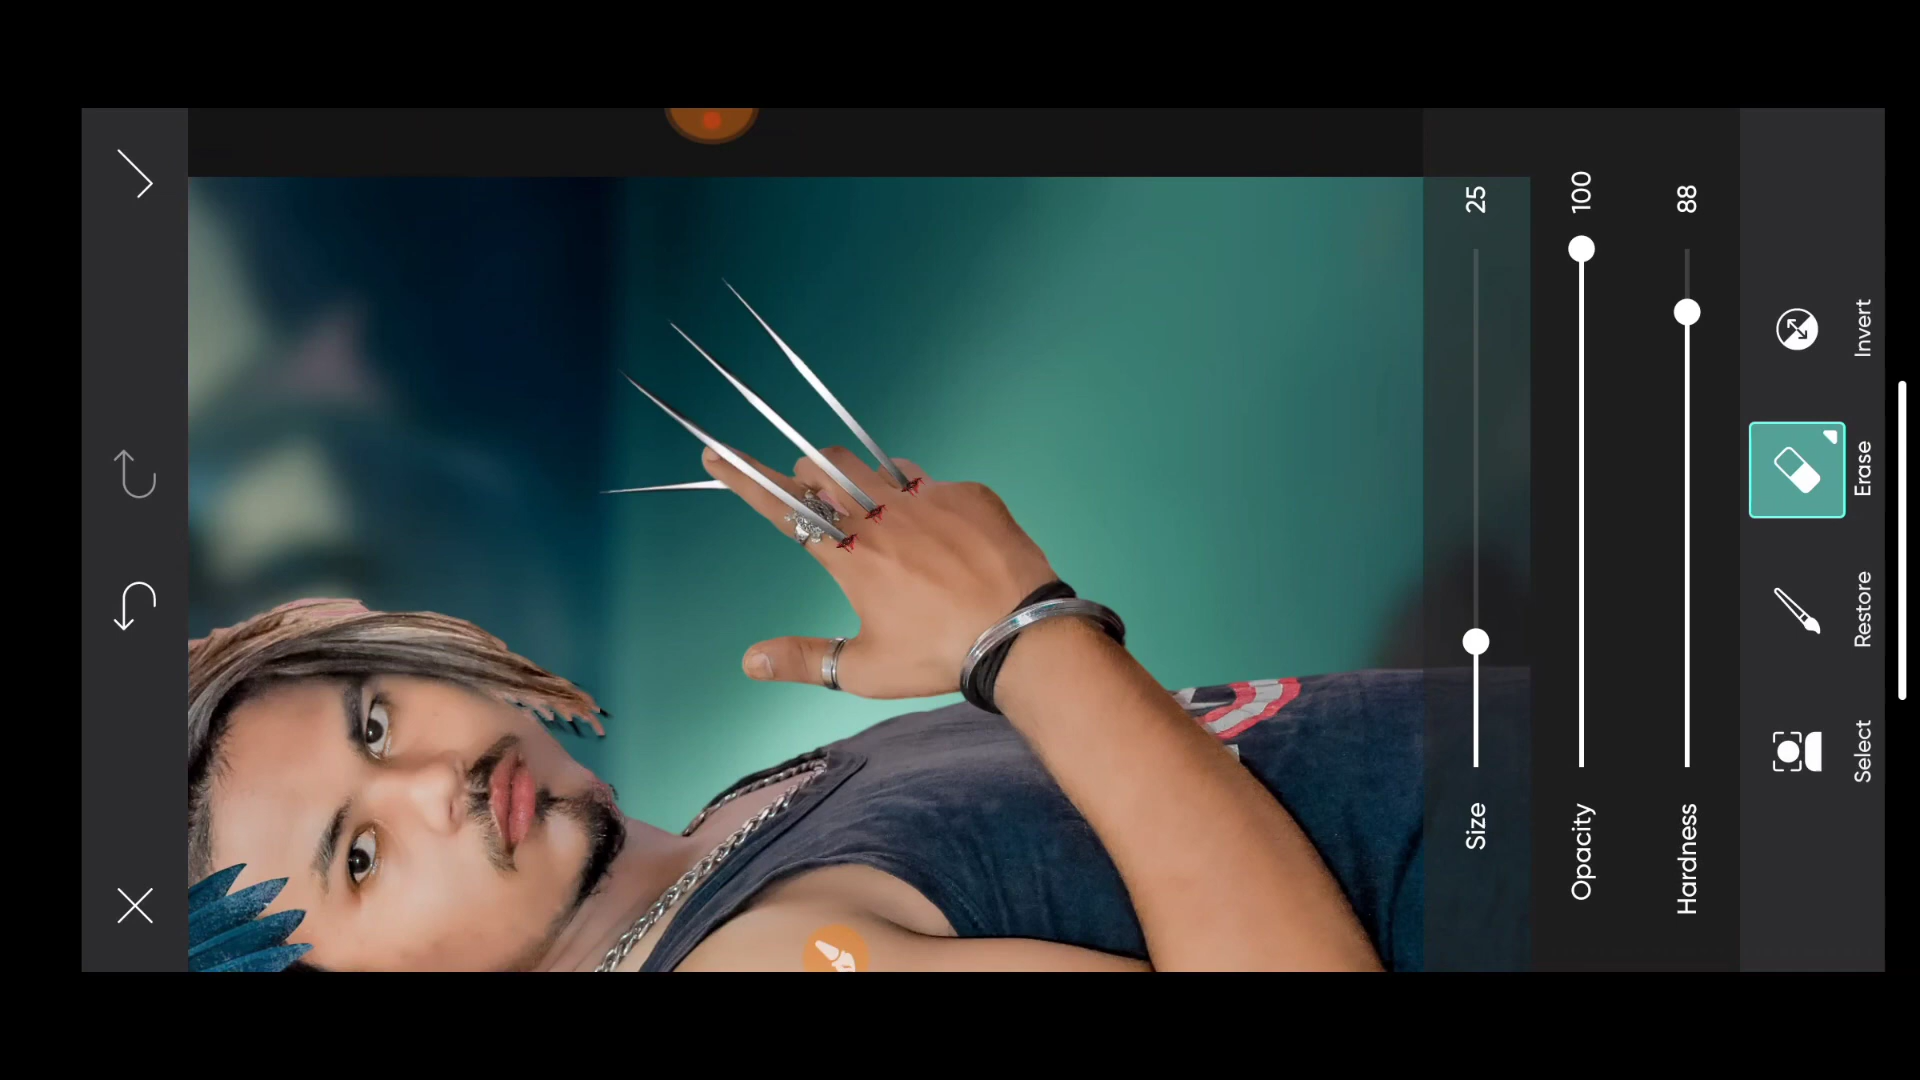 Size 25
Opacity 100
Hardness 88
Select
Restore
Erase
Invert